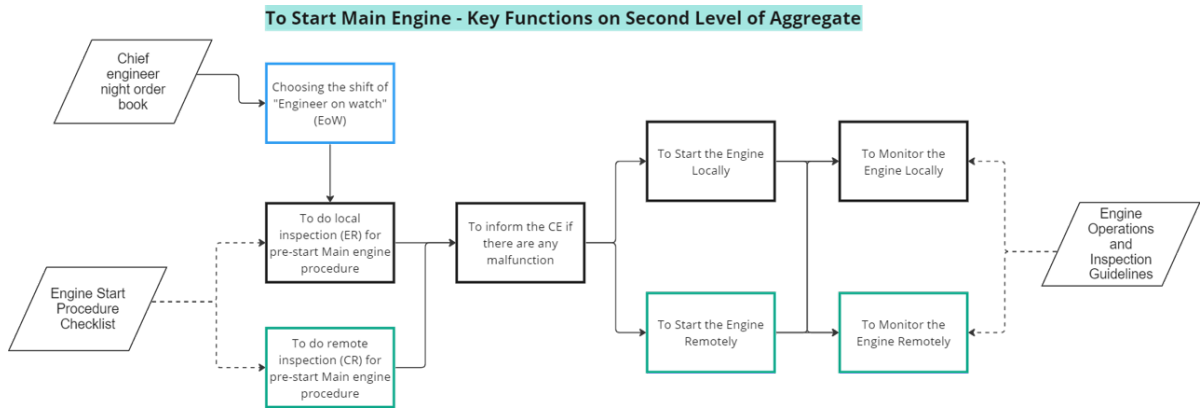 To Start Main Engine - Key Functions on Second Level of Aggregate
Chief
engineer
night order
book
Choosing the shift of
"Engineer on watch"
(EoW)
To do local
inspection (ER) for
pre-start Main engine
procedure
Engine Start
Procedure
Checklist
To do remote
inspection (CR) for
pre-start Main engine
procedure
To inform the CE if
there are any
malfunction
To Start the Engine
Locally
To Start the Engine
Remotely
To Monitor the
Engine Locally
To Monitor the
Engine Remotely
Engine
Operations
and
Inspection
Guidelines